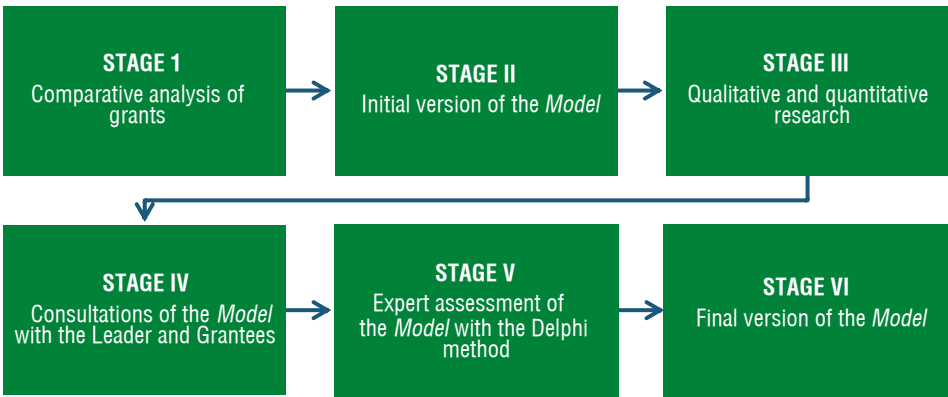 STAGE 1
Comparative analysis of
grants
STAGE II
Initial version of the Model
STAGE III
Qualitative and quantitative
research
STAGE IV
Consultations of the Model
with the Leader and Grantees
STAGE V
Expert assessment of
the Model with the Delphi
method
STAGE VI
Final version of the Model